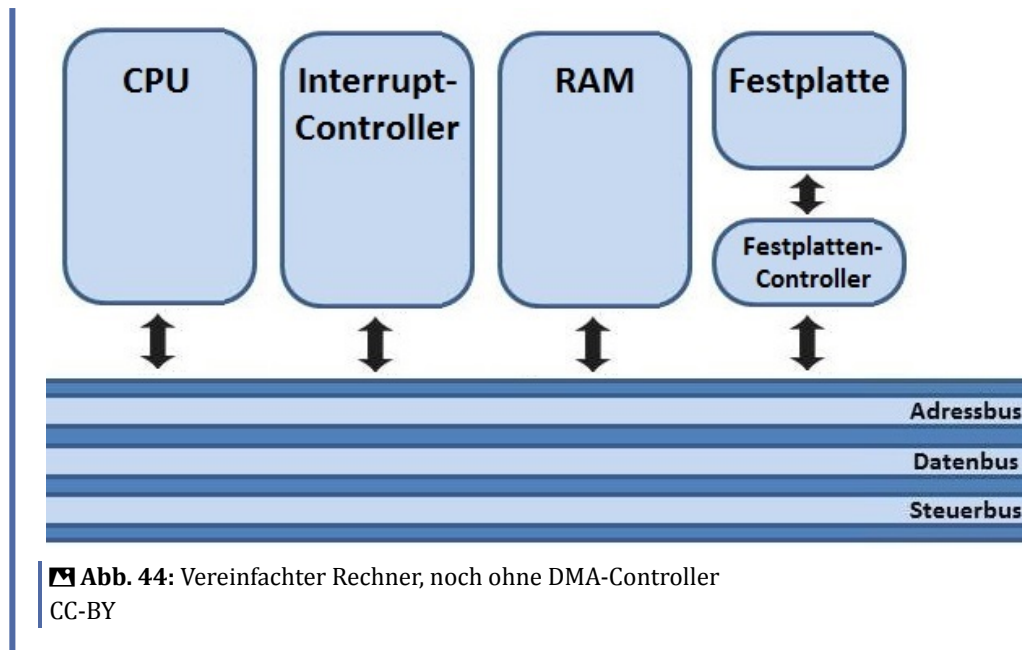 CPU
Interrupt-
Controller
RAM
Festplatte
Festplatten-
Controller
Adressbus
Datenbus
Steuerbus
Abb. 44: Vereinfachter Rechner, noch ohne DMA-Controller
CC-BY